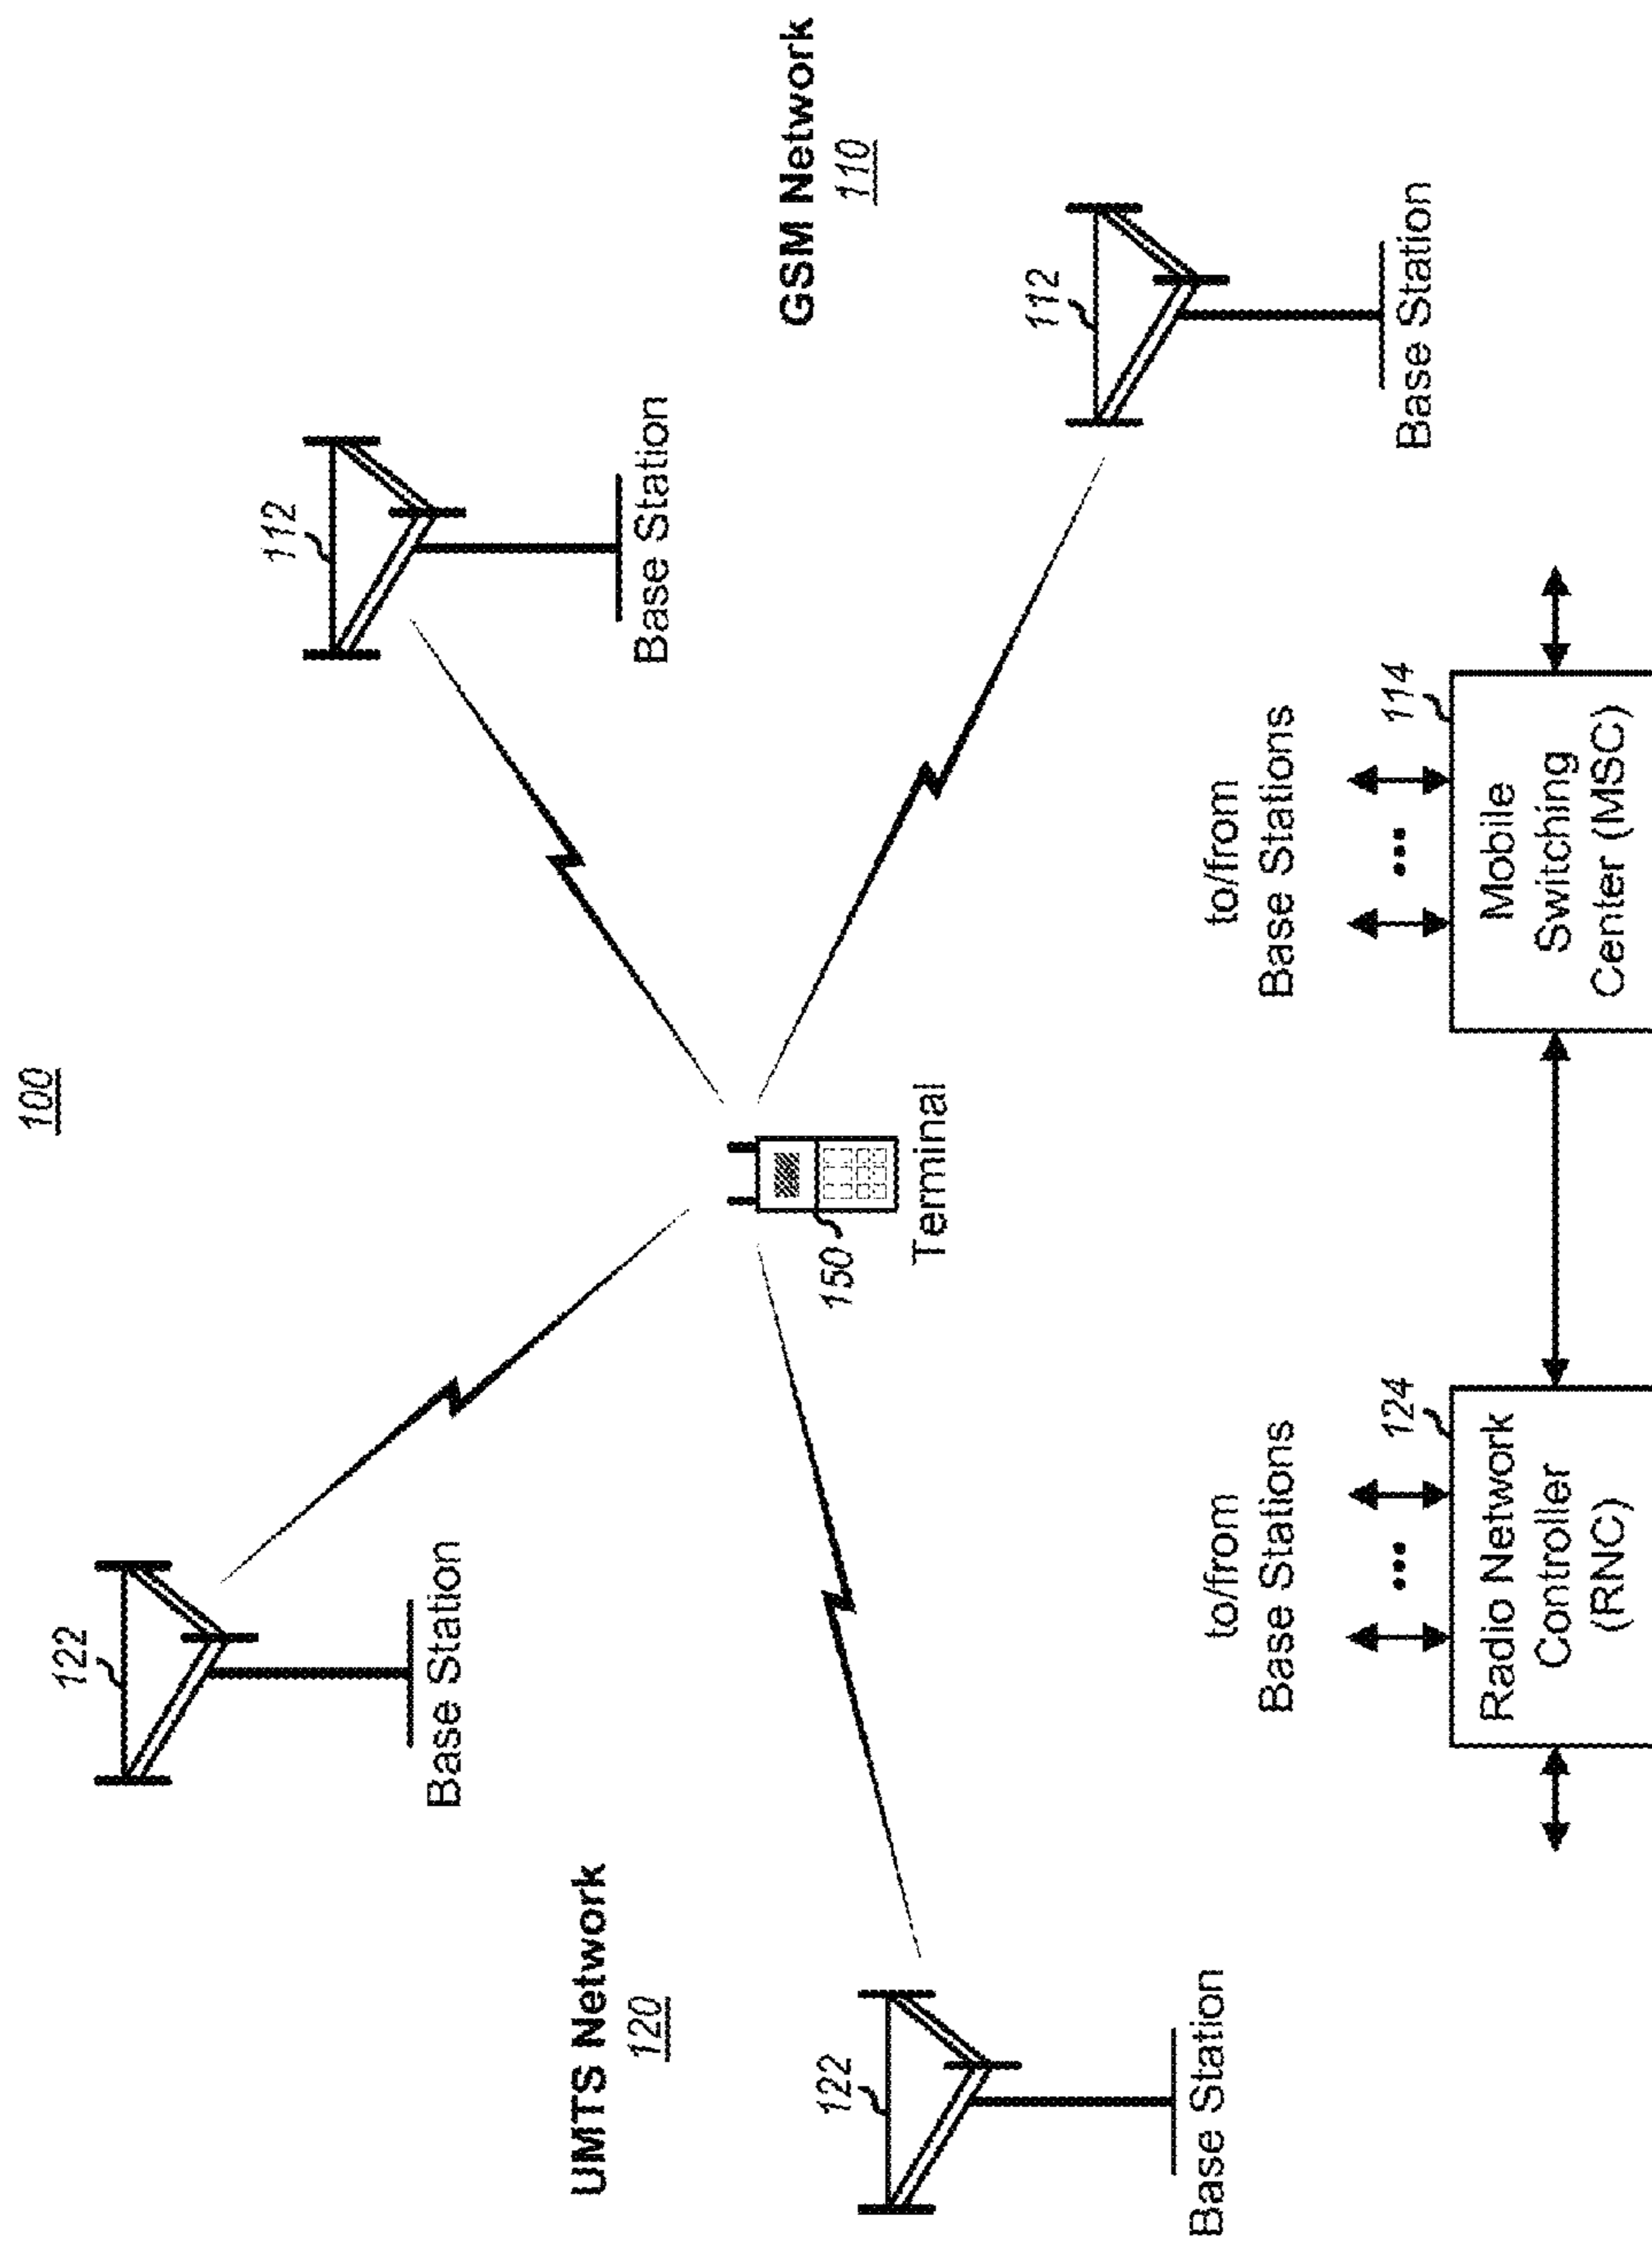 100
122
Base Station
112
Base Station
UMTS Network
120
GSM Network
110
122
Base Station
150
Terminal
112
Base Station
to/from
Base Stations
124
Radio Network
Controller
(RNC)
to/from
Base Stations
114
Mobile
Switching
Center (MSC)